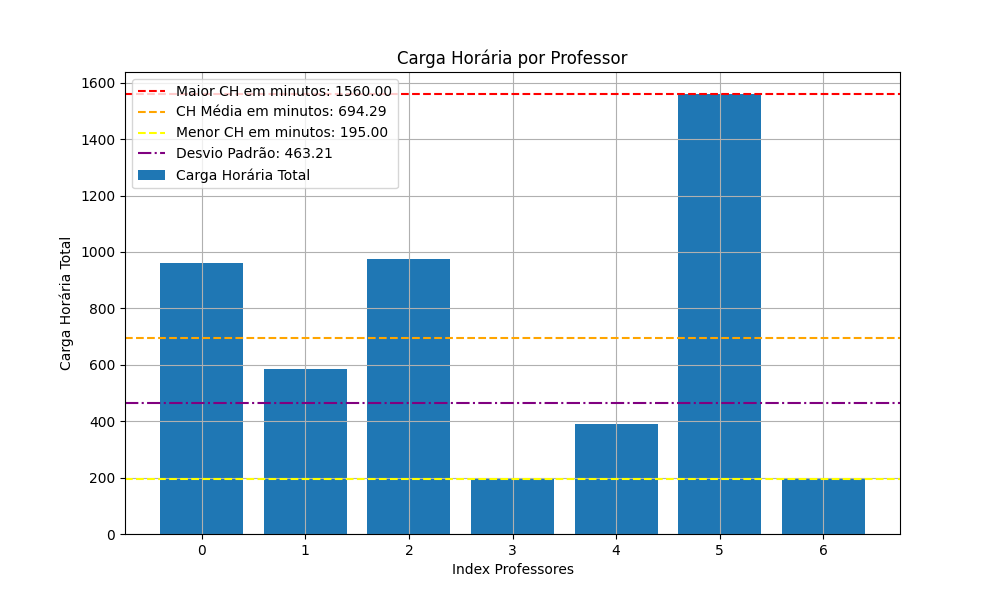 Carga Horária por Professor
Maior CH em minutos: 1560.00
CH Média em minutos: 694.29
Menor CH em minutos: 195.00
Desvio Padrão: 463.21
Carga Horária Total
Carga Horária Total
1600
1400
1200
1000
800
600
400
200
0
0 1 2 3 4 5 6
Index Professores